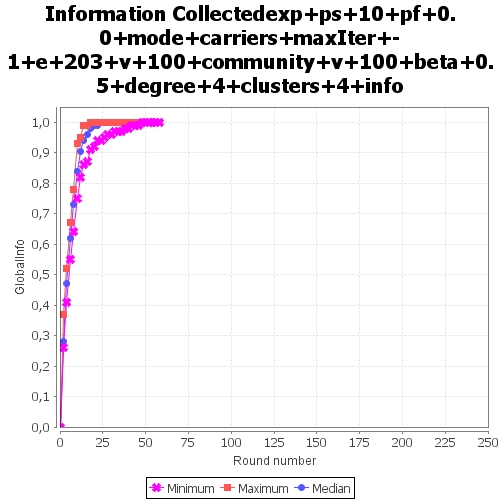 Information Collectedexp+ps+10+pf+0.
0+mode+carriers+maxIter+-
1+e+203+v+100+community+v+100+beta+0.
5+degree+4+clusters+4+info
1,0
0,9
0,8
0,7
0,6
0,5
0,4
0,3
0,2
0,1
0,0
GlobalInfo
0 25 50 75 100 125 150 175 200 225 250
Round number
Minimum Maximum Median